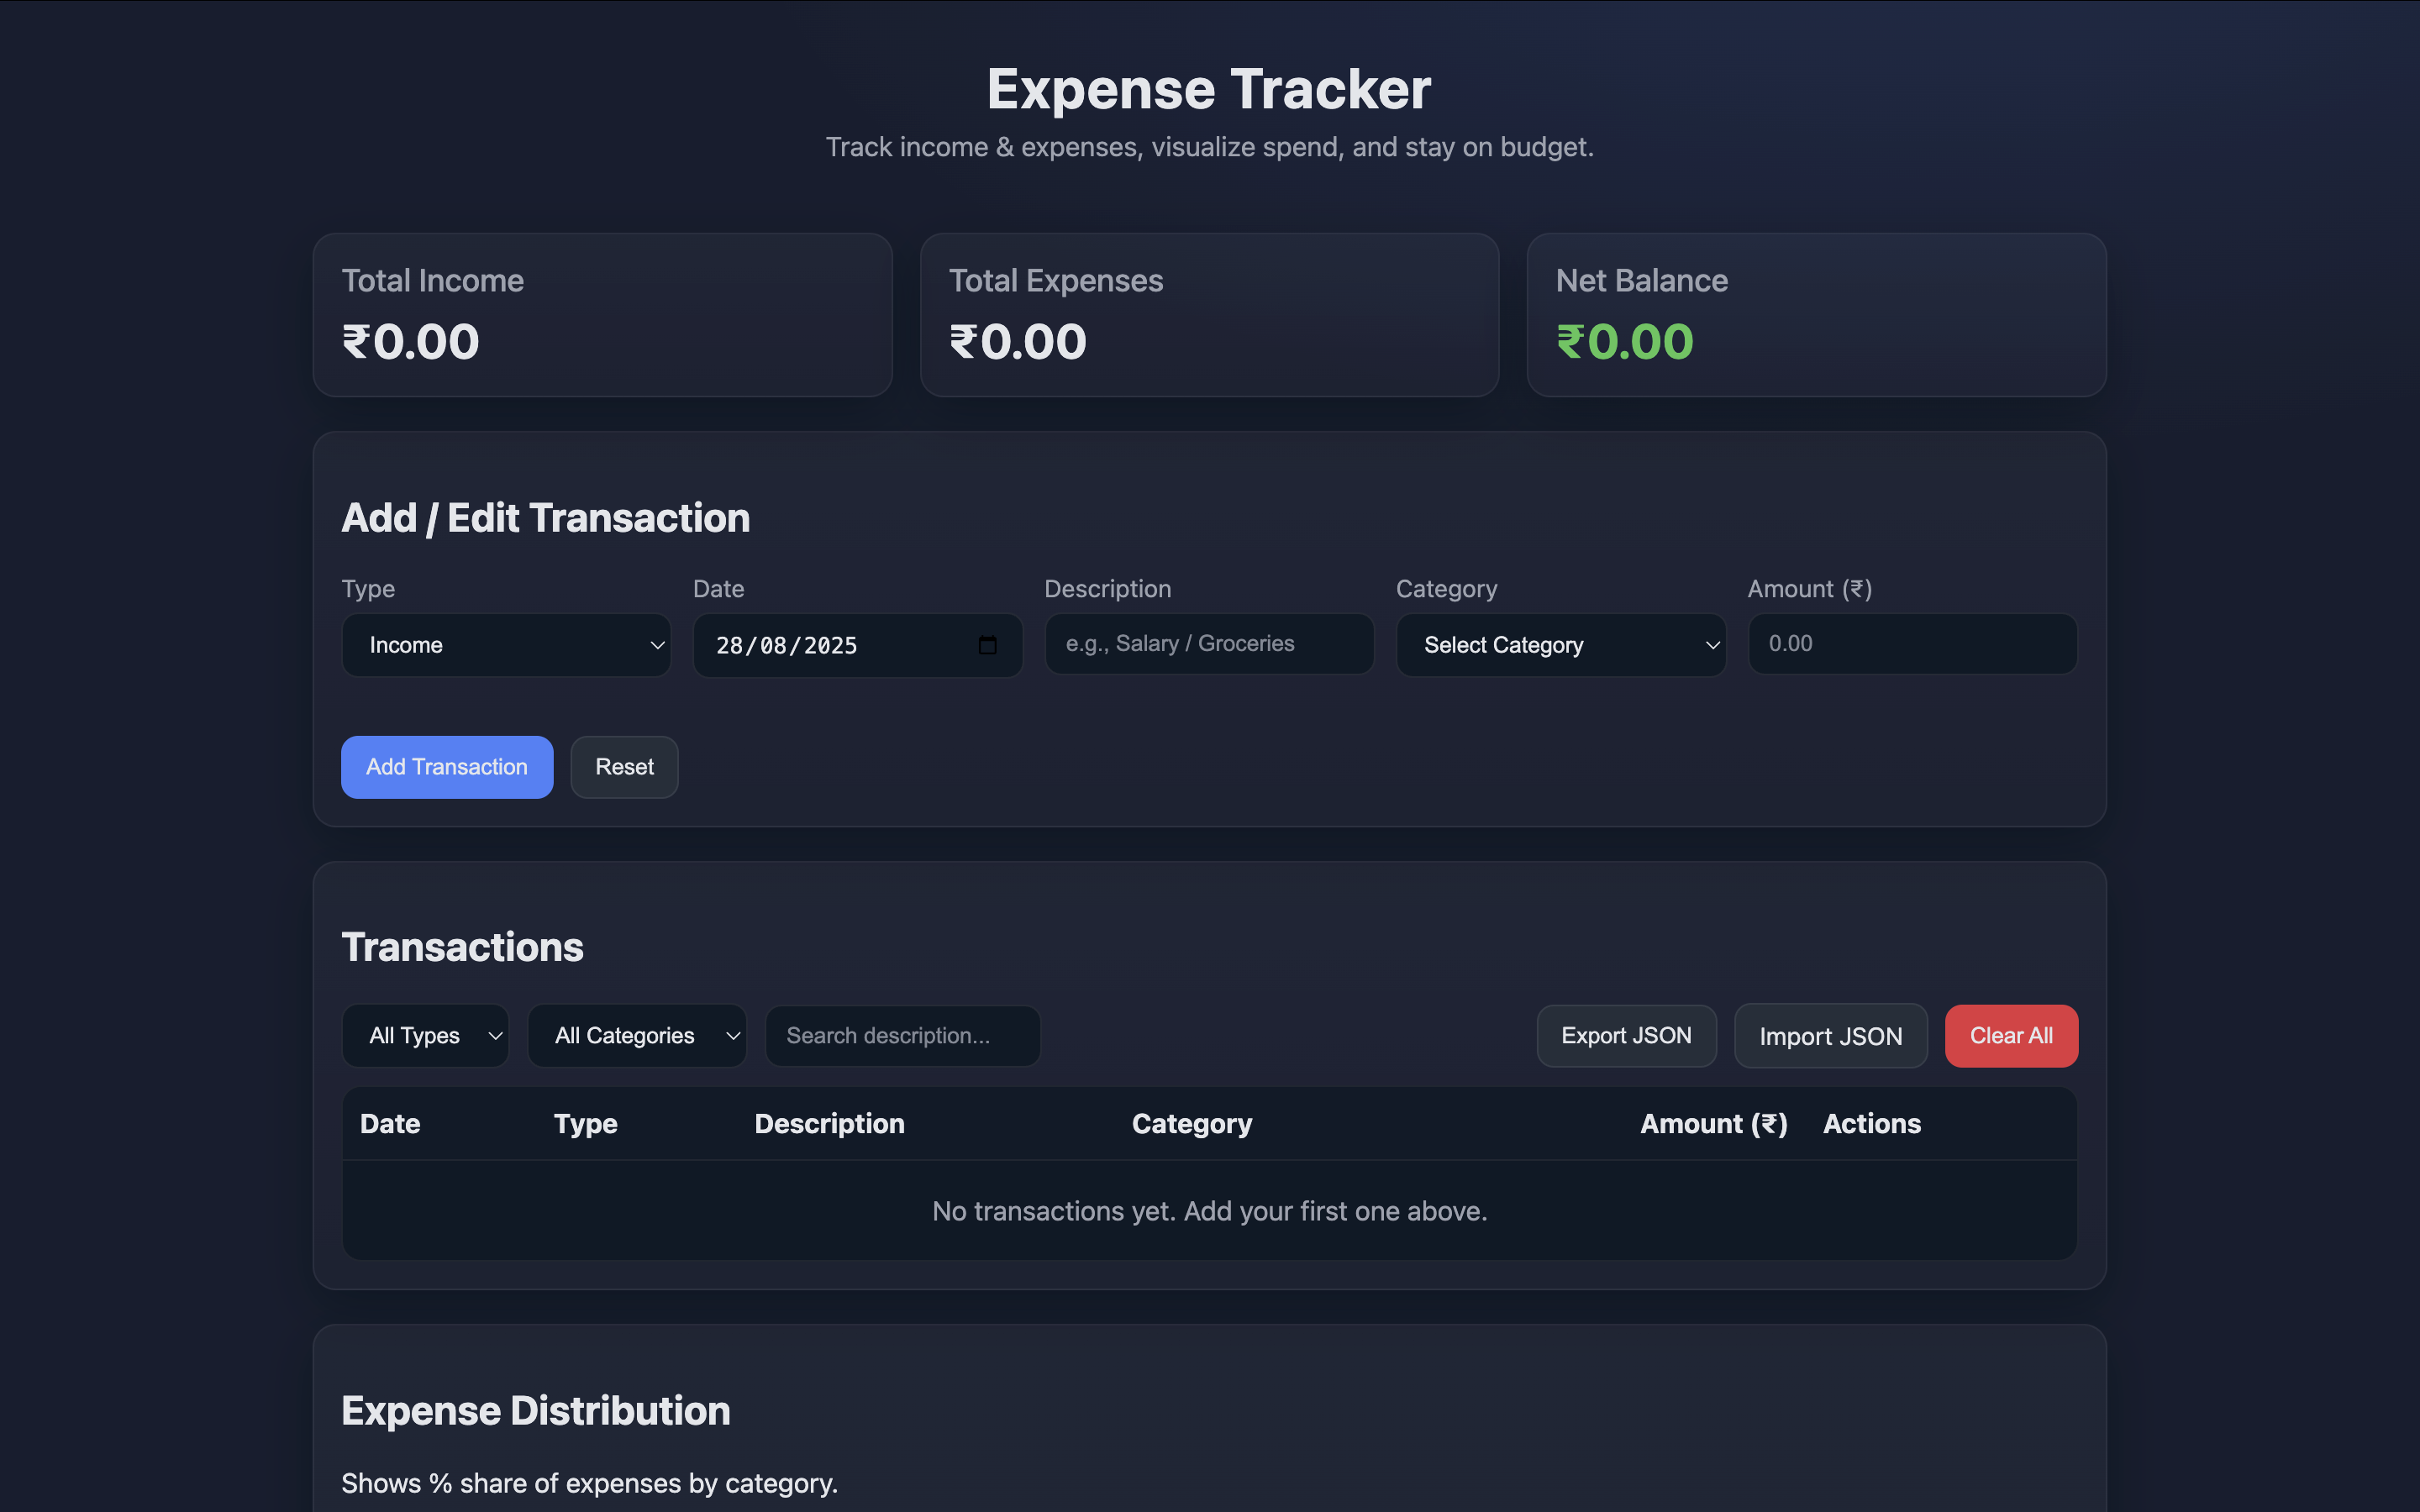 Expense Tracker
Track income & expenses, visualize spend, and stay on budget.
Total Income
₹0.00
Total Expenses
₹0.00
Net Balance
₹0.00
Add / Edit Transaction
Type
Date
Description
Category
Amount (₹)
Income
28/08/2025
e.g., Salary / Groceries
Select Category
0.00
Add Transaction
Reset
Transactions
All Types
All Categories
Search description...
Export JSON
Import JSON
Clear All
Date
Type
Description
Category
Amount (₹)
Actions
No transactions yet. Add your first one above.
Expense Distribution
Shows % share of expenses by category.